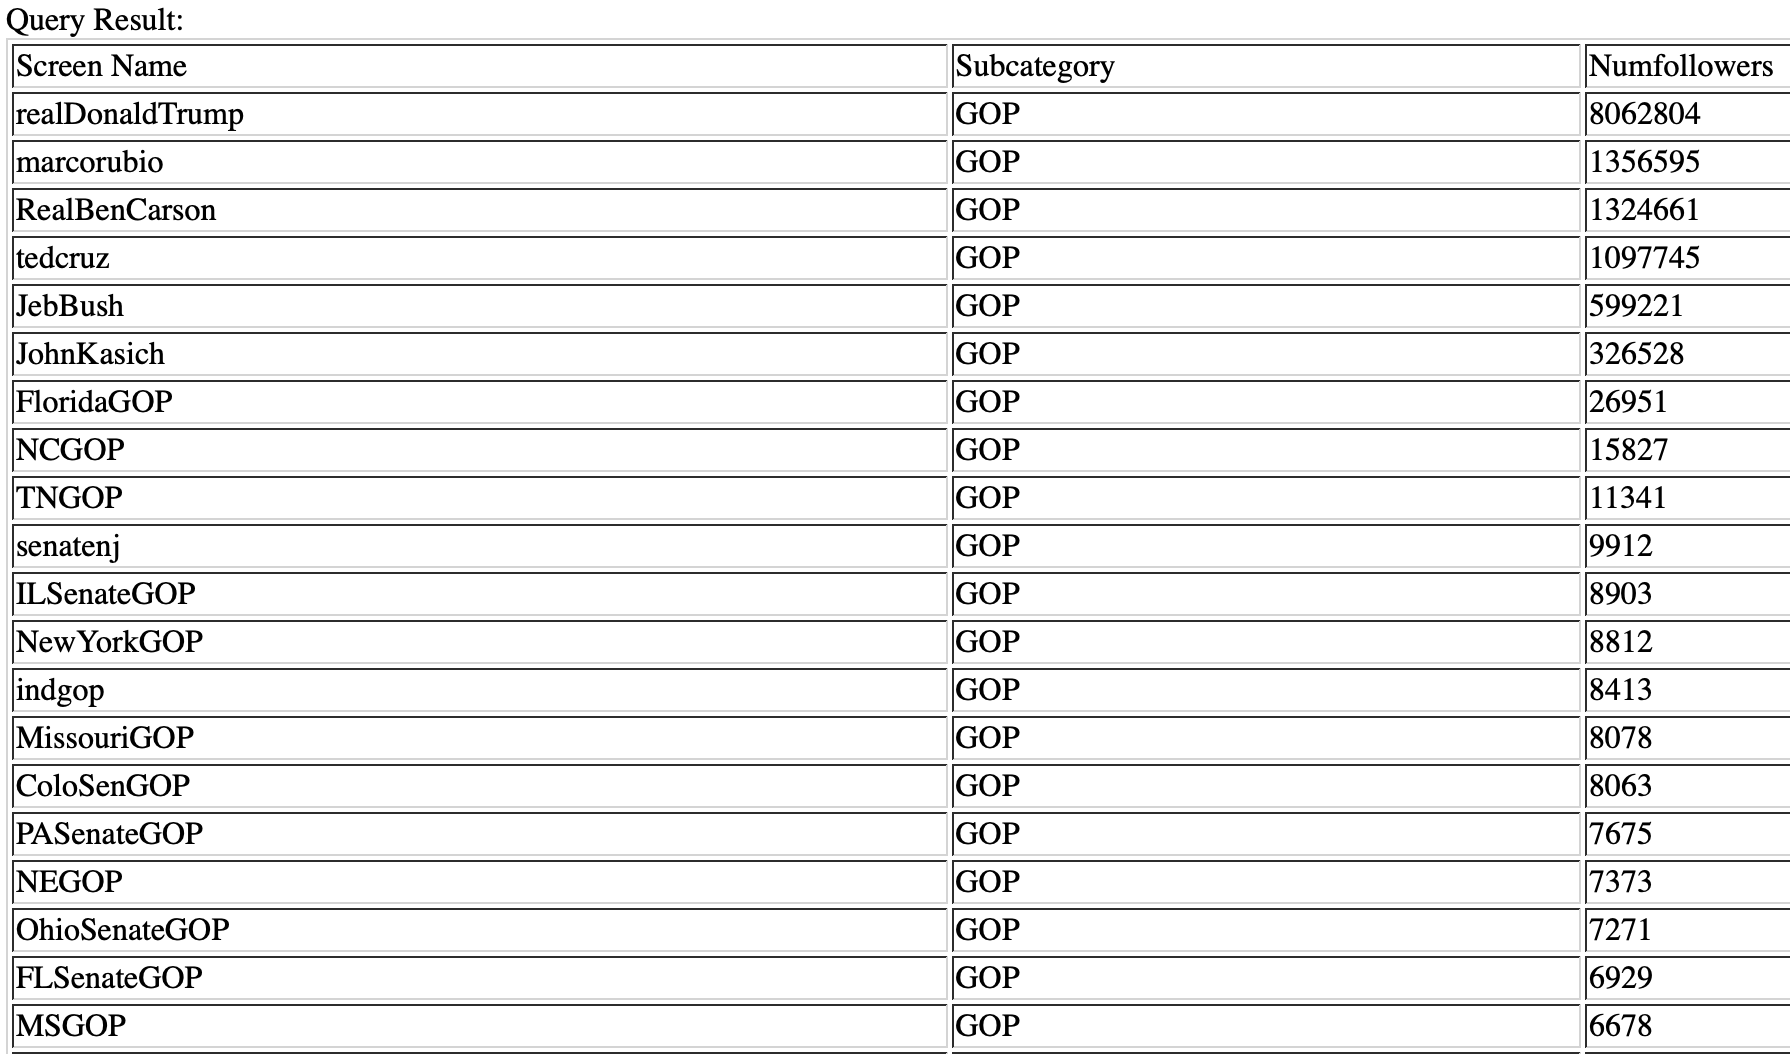 Query Result:
Screen Name Subcategory Numfollowers
realDonaldTrump GOP 8062804
marcorubio GOP 1356595
RealBenCarson GOP 1324661
tedcruz GOP 1097745
JebBush GOP 599221
JohnKasich GOP 326528
FloridaGOP GOP 26951
NCGOP GOP 15827
TNGOP GOP 11341
senatenj GOP 9912
ILSenateGOP GOP 8903
NewYorkGOP GOP 8812
indgop GOP 8413
MissouriGOP GOP 8078
ColoSenGOP GOP 8063
PASenateGOP GOP 7675
NEGOP GOP 7373
OhioSenateGOP GOP 7271
FLSenateGOP GOP 6929
MSGOP GOP 6678